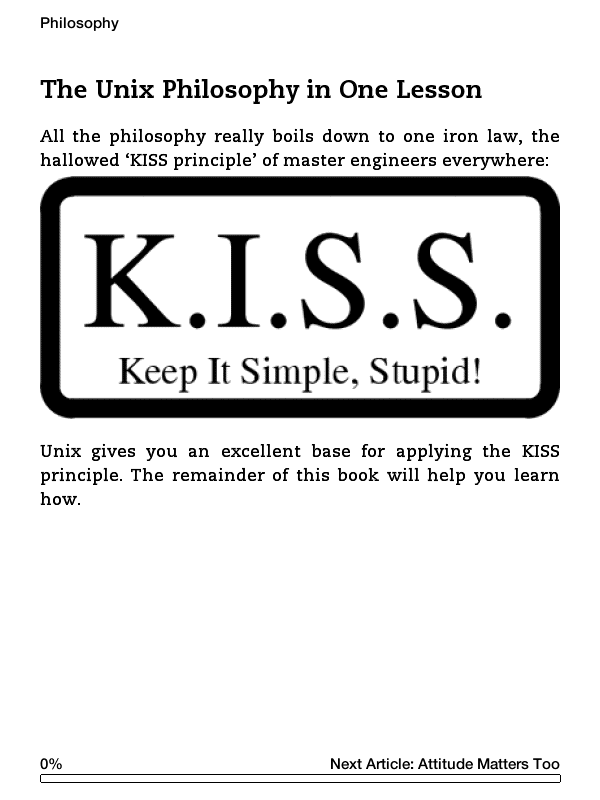 Philosophy
The Unix Philosophy in One Lesson
All the philosophy really boils down to one iron law, the
hallowed ‘KISS principle’ of master engineers everywhere:
K.I.S.S.
Keep It Simple, Stupid!
Unix gives you an excellent base for applying the KISS
principle. The remainder of this book will help you learn
how.
0% Next Article: Attitude Matters Too